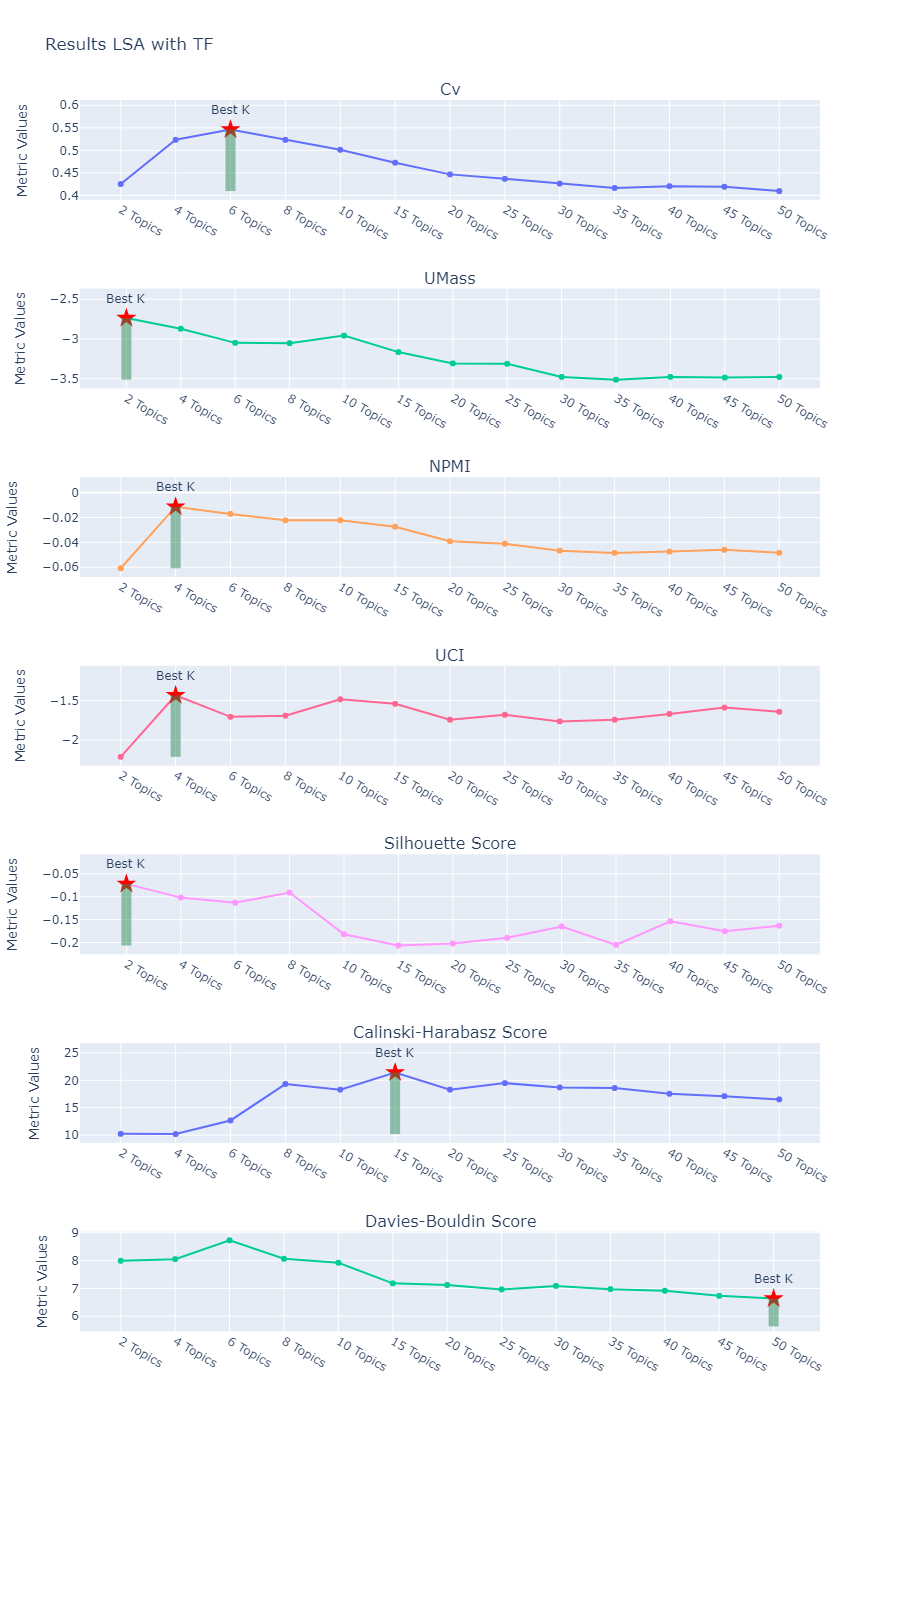 Results LSA with TF
Cv
Best K
Metric Values
0.6
0.55
0.5
0.45
0.4
2 Topics
4 Topics
6 Topics
8 Topics
10 Topics
15 Topics
20 Topics
25 Topics
30 Topics
35 Topics
40 Topics
45 Topics
50 Topics
UMass
Best K
Metric Values
−2.5
−3
−3.5
2 Topics
4 Topics
6 Topics
8 Topics
10 Topics
15 Topics
20 Topics
25 Topics
30 Topics
35 Topics
40 Topics
45 Topics
50 Topics
NPMI
Best K
Metric Values
0
−0.02
−0.04
−0.06
2 Topics
4 Topics
6 Topics
8 Topics
10 Topics
15 Topics
20 Topics
25 Topics
30 Topics
35 Topics
40 Topics
45 Topics
50 Topics
UCI
Best K
Metric Values
−1.5
−2
2 Topics
4 Topics
6 Topics
8 Topics
10 Topics
15 Topics
20 Topics
25 Topics
30 Topics
35 Topics
40 Topics
45 Topics
50 Topics
Silhouette Score
Best K
Metric Values
−0.05
−0.1
−0.15
−0.2
2 Topics
4 Topics
6 Topics
8 Topics
10 Topics
15 Topics
20 Topics
25 Topics
30 Topics
35 Topics
40 Topics
45 Topics
50 Topics
Calinski-Harabasz Score
Best K
Metric Values
25
20
15
10
2 Topics
4 Topics
6 Topics
8 Topics
10 Topics
15 Topics
20 Topics
25 Topics
30 Topics
35 Topics
40 Topics
45 Topics
50 Topics
Davies-Bouldin Score
Best K
Metric Values
9
8
7
6
2 Topics
4 Topics
6 Topics
8 Topics
10 Topics
15 Topics
20 Topics
25 Topics
30 Topics
35 Topics
40 Topics
45 Topics
50 Topics